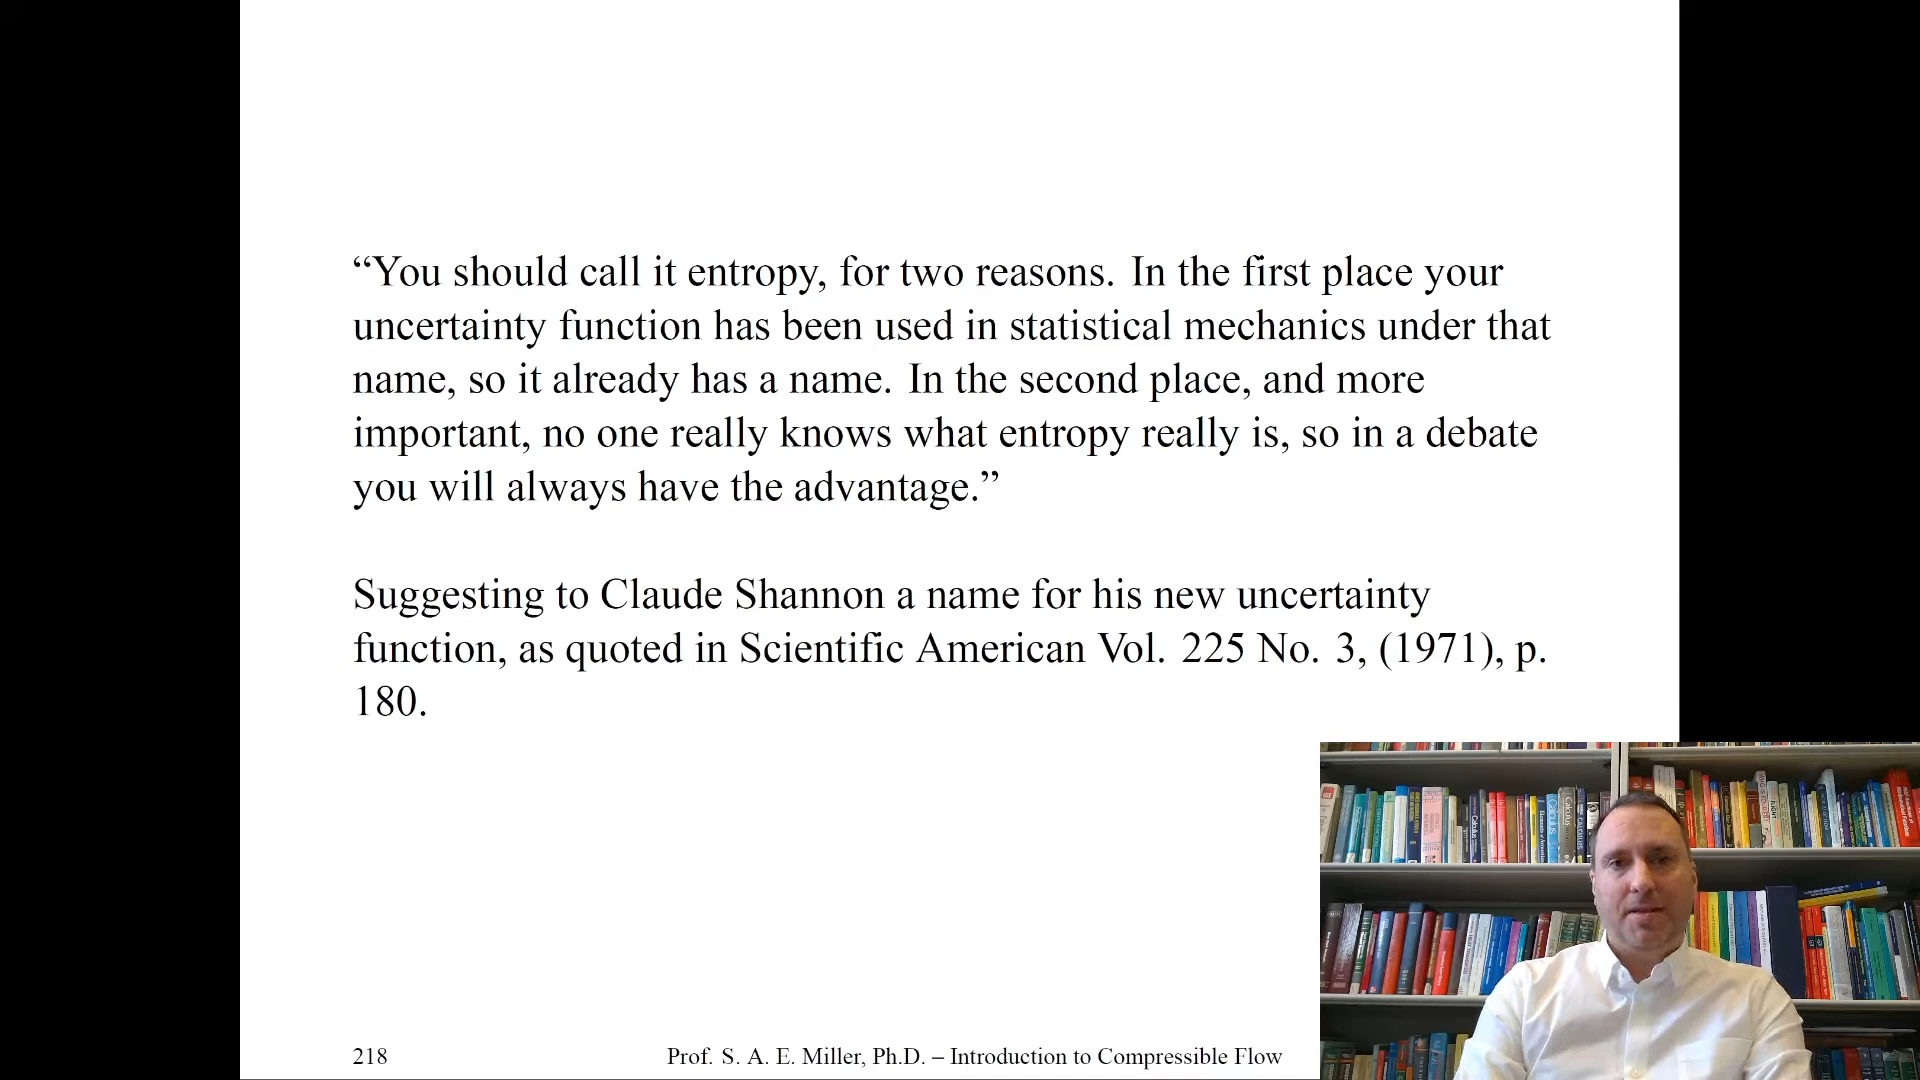 “You should call it entropy, for two reasons. In the first place your
uncertainty function has been used in statistical mechanics under that
name, so it already has a name. In the second place, and more
important, no one really knows what entropy really is, so in a debate
you will always have the advantage.”
Suggesting to Claude Shannon a name for his new uncertainty
function, as quoted in Scientific American Vol. 225 No. 3, (1971), p.
180.
218
Prof. S. A. E. Miller, Ph.D. – Introduction to Compressible Flow